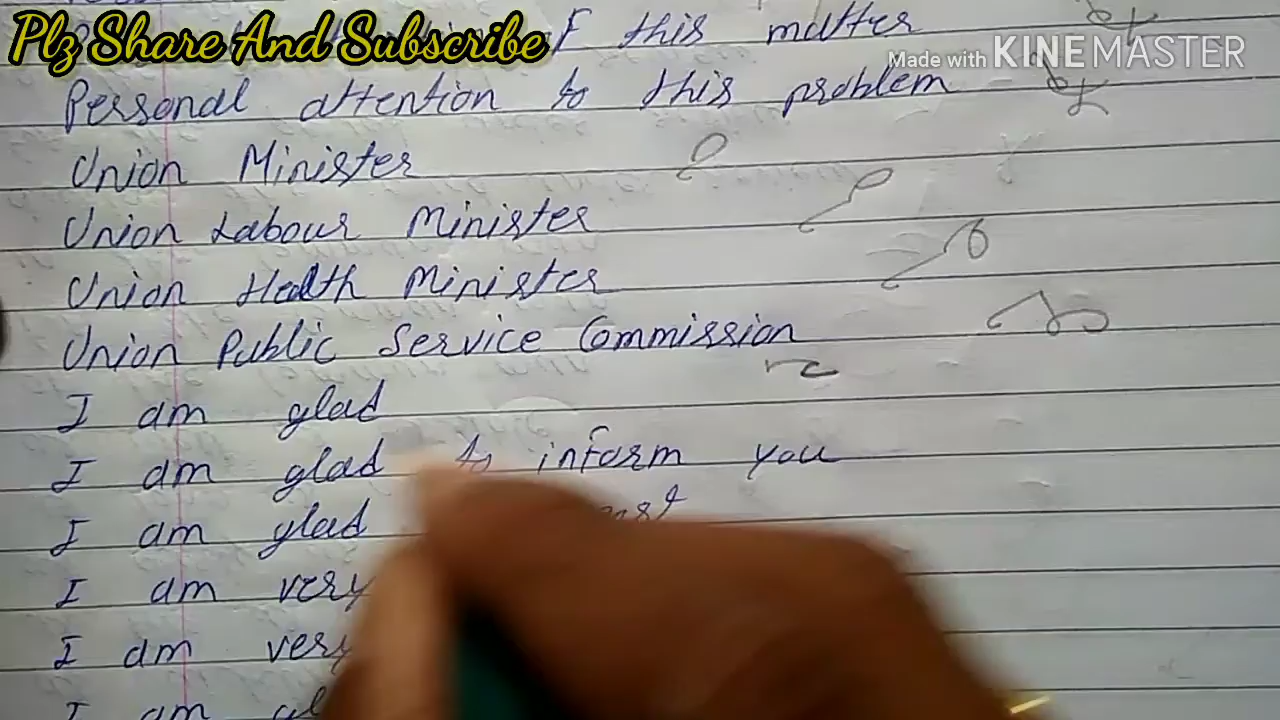 Plz Share And Subscribe
F this matter
Made with KINEMASTER
Personal attention to this problem
Union Minister
Union Labour Minister
Union Health Minister
Union Public Service Commission
I am glad
I am glad to inform you
I am glad
I am very
I am very
I am